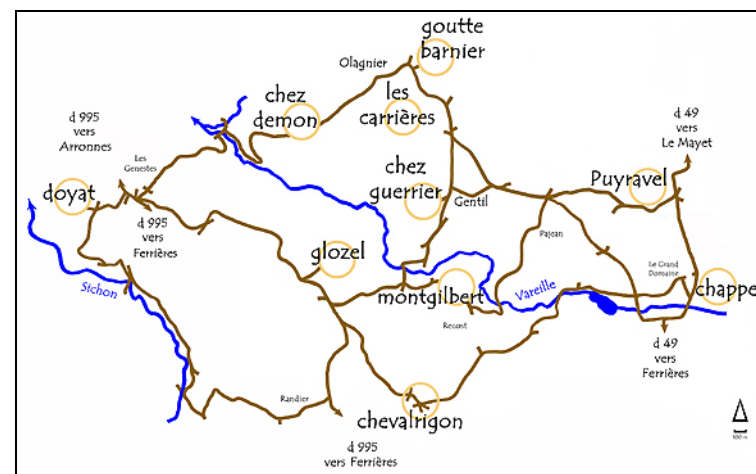 goutte
barnier
Olagnier
chez
demon
les
carrières
d 995
vers
Arronnes
d 49
vers
Le Mayet
Les
Genestes
chez
guerrier
Puyravel
doyat
Gentil
d 995
vers
Ferrières
Pajean
glozel
Le Grand
Domaine
Sichon
montgilbert
Vareille
chappe
Recost
d 49
vers
Ferrières
Randier
chevalrigon
d 995
vers Ferrières
100 m